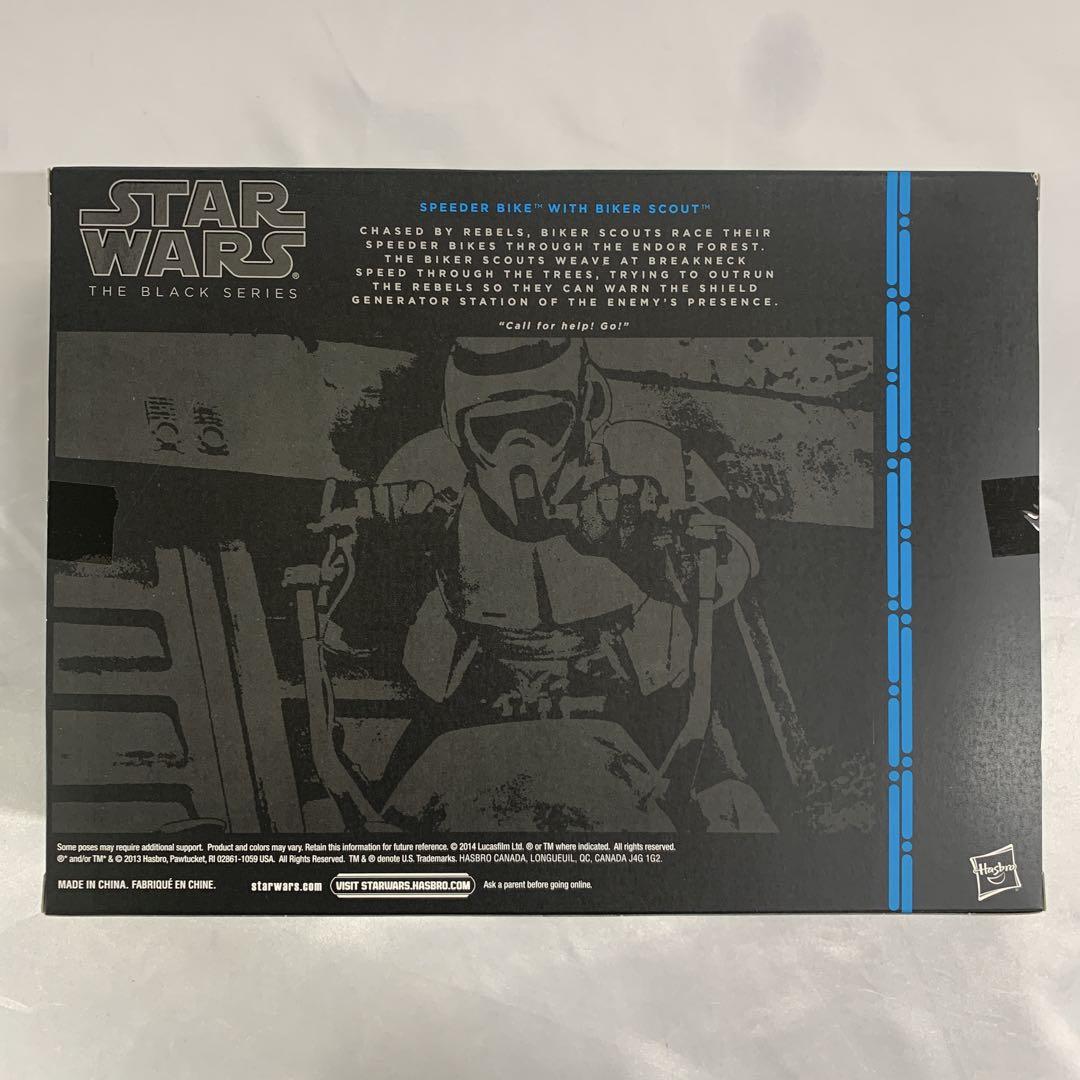 STAR
WARS®
THE BLACK SERIES
SPEEDER BIKE™ WITH BIKER SCOUT™
CHASED BY REBELS, BIKER SCOUTS RACE THEIR
SPEEDER BIKES THROUGH THE ENDOR FOREST.
THE BIKER SCOUTS WEAVE AT BREAKNECK
SPEED THROUGH THE TREES, TRYING TO OUTRUN
THE REBELS SO THEY CAN WARN THE SHIELD
GENERATOR STATION OF THE ENEMY'S PRESENCE.
"Call for help! Go!"
Some poses may require additional support. Product and colors may vary. Retain this information for future reference. © 2014 Lucasfilm Ltd. ® or TM where indicated. All rights reserved.
®* and/or TM* & © 2013 Hasbro, Pawtucket, RI 02861-1059 USA. All Rights Reserved. TM & ® denote U.S. Trademarks. HASBRO CANADA, LONGUEUIL, QC, CANADA J4G 1G2.
MADE IN CHINA. FABRIQUÉ EN CHINE. starwars.com VISIT STARWARS.HASBRO.COM Ask a parent before going online.
Hasbro